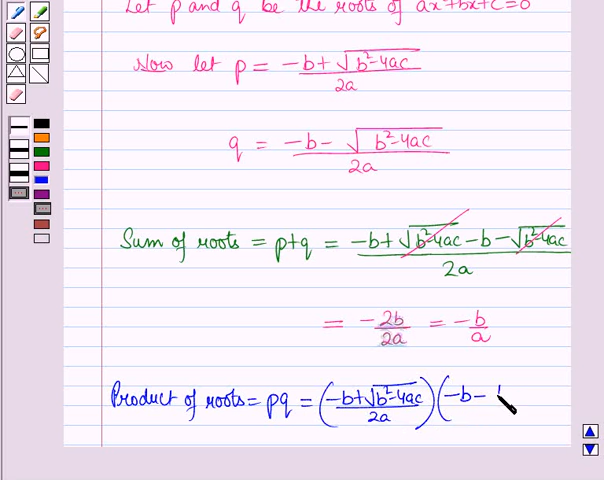 Let p and q be the roots of ax²+bx+c=0
Now let p = (-b+√(b²-4ac))/2a
q = (-b-√(b²-4ac))/2a
Sum of roots = p+q = (-b+√(b²-4ac)-b-√(b²-4ac))/2a
= -2b/2a = -b/a
Product of roots = pq = ((-b+√(b²-4ac))/2a)(-b-